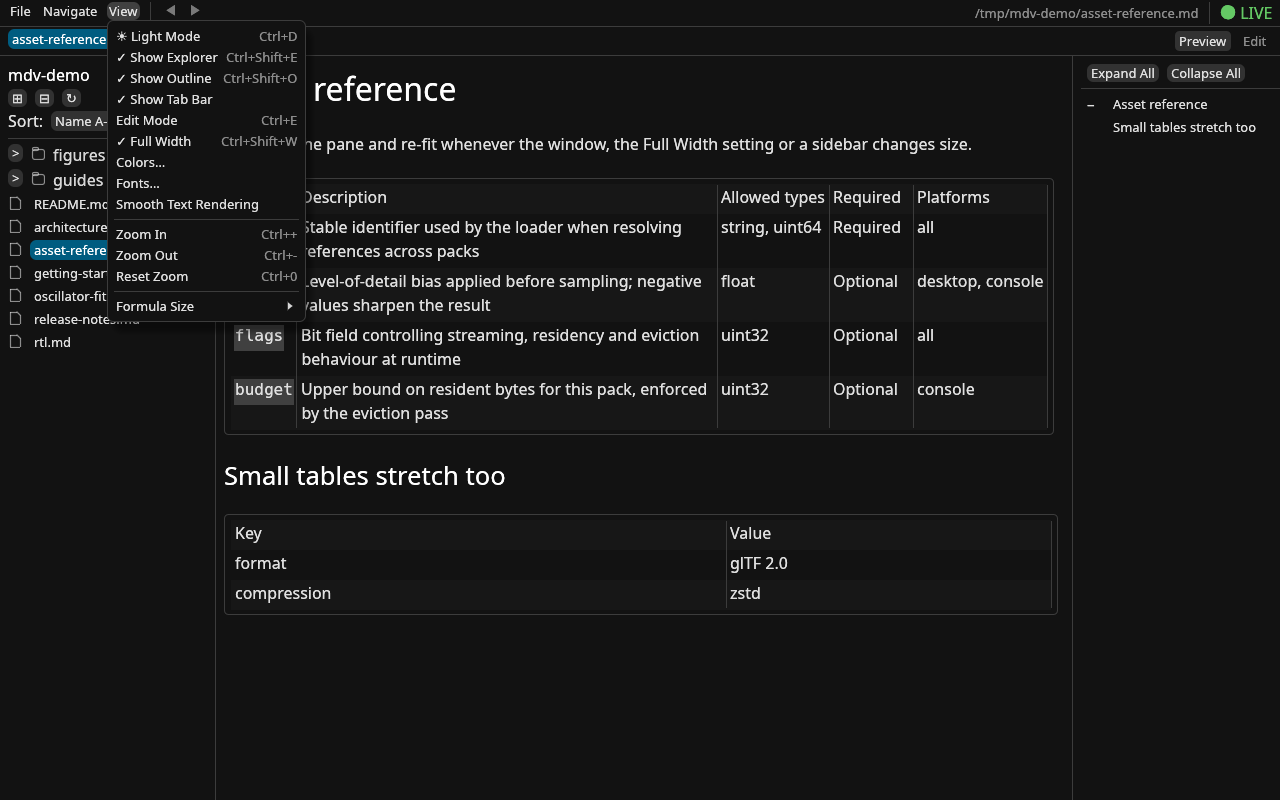 File Navigate View
/tmp/mdv-demo/asset-reference.md
LIVE
asset-reference
Preview Edit
☀ Light Mode Ctrl+D
✓ Show Explorer Ctrl+Shift+E
✓ Show Outline Ctrl+Shift+O
✓ Show Tab Bar
Edit Mode Ctrl+E
✓ Full Width Ctrl+Shift+W
Colors...
Fonts...
Smooth Text Rendering
Zoom In Ctrl++
Zoom Out Ctrl+-
Reset Zoom Ctrl+0
Formula Size
mdv-demo
Sort: Name A-
figures
guides
README.md
architecture
asset-refere
getting-star
oscillator-fit
release-notes.md
rtl.md
reference
pane and re-fit whenever the window, the Full Width setting or a sidebar changes size.
Description Allowed types Required Platforms
Stable identifier used by the loader when resolving references across packs string, uint64 Required all
Level-of-detail bias applied before sampling; negative values sharpen the result float Optional desktop, console
flags Bit field controlling streaming, residency and eviction behaviour at runtime uint32 Optional all
budget Upper bound on resident bytes for this pack, enforced by the eviction pass uint32 Optional console
Small tables stretch too
Key Value
format glTF 2.0
compression zstd
Expand All Collapse All
– Asset reference
Small tables stretch too